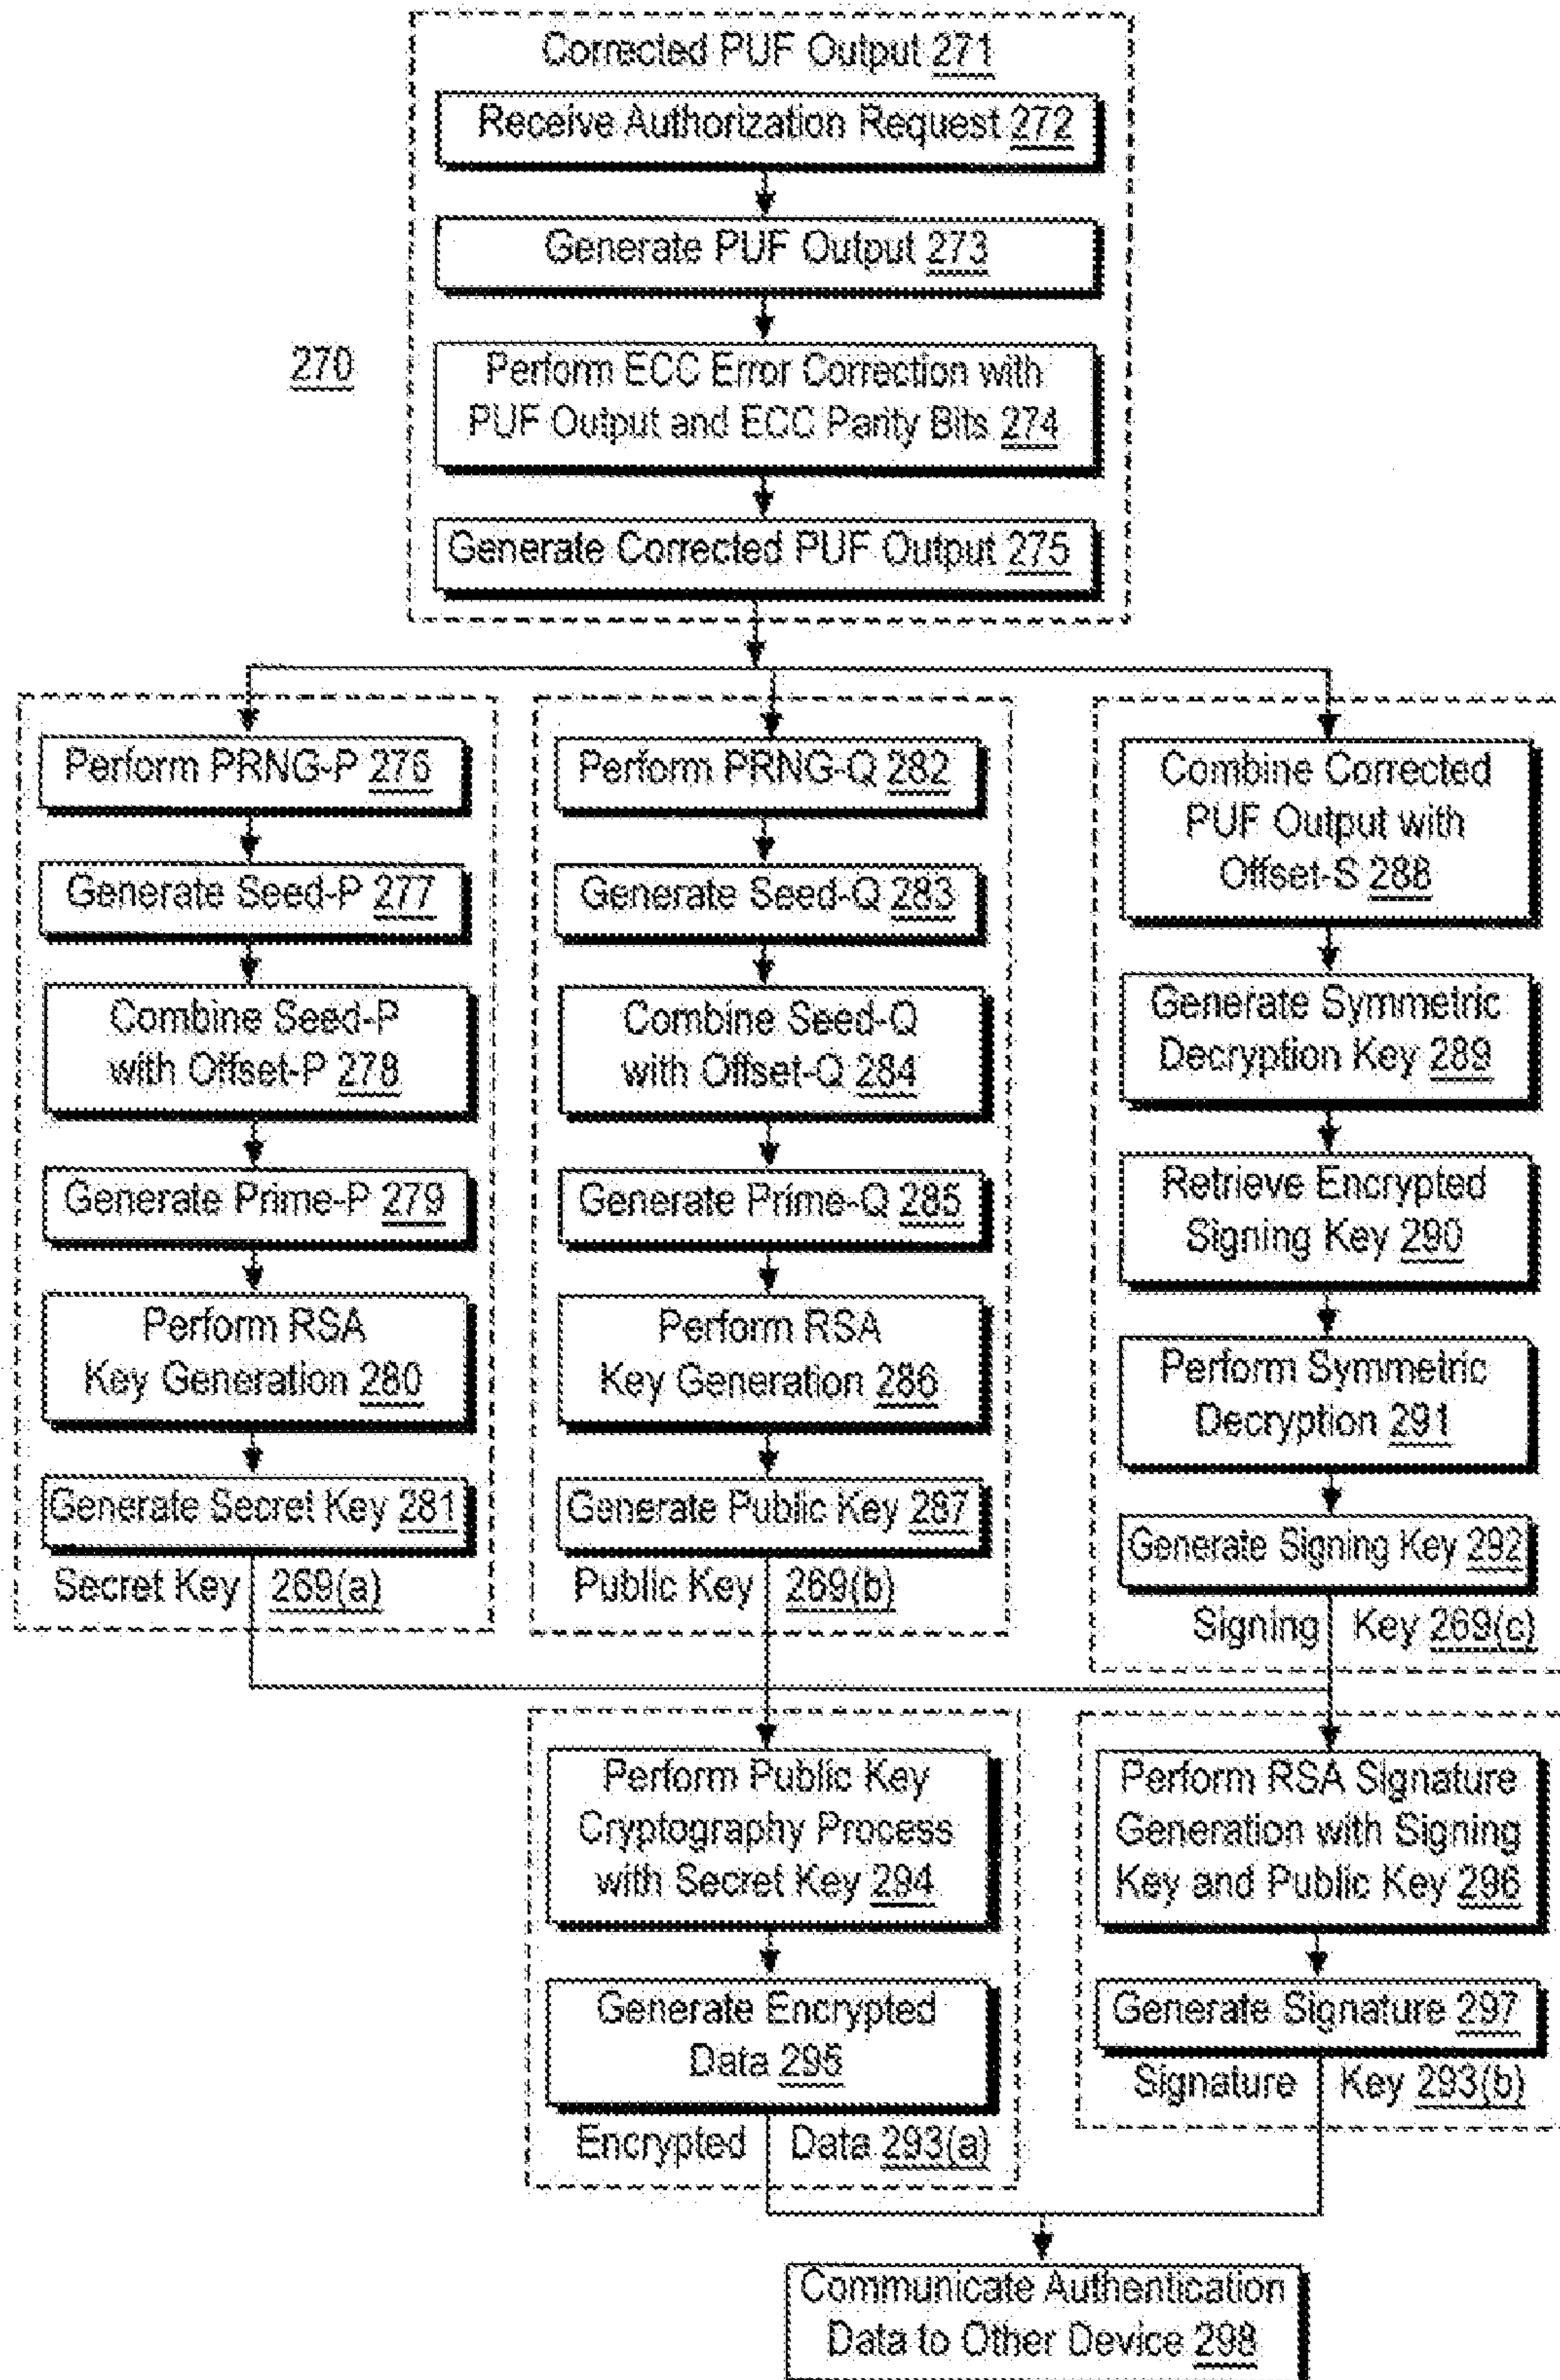 Corrected PUF Output 271
Receive Authorization Request 272
Generate PUF Output 273
270
Perform ECC Error Correction with
PUF Output and ECC Parity Bits 274
Generate Corrected PUF Output 275
Perform PRNG-P 276
Generate Seed-P 277
Combine Seed-P
with Offset-P 278
Generate Prime-P 279
Perform RSA
Key Generation 280
Generate Secret Key 281
Secret Key 269(a)
Perform PRNG-Q 282
Generate Seed-Q 283
Combine Seed-Q
with Offset-Q 284
Generate Prime-Q 285
Perform RSA
Key Generation 286
Generate Public Key 287
Public Key 269(b)
Combine Corrected
PUF Output with
Offset-S 288
Generate Symmetric
Decryption Key 289
Retrieve Encrypted
Signing Key 290
Perform Symmetric
Decryption 291
Generate Signing Key 292
Signing Key 269(c)
Perform Public Key
Cryptography Process
with Secret Key 294
Generate Encrypted
Data 295
Encrypted Data 293(a)
Perform RSA Signature
Generation with Signing
Key and Public Key 296
Generate Signature 297
Signature Key 293(b)
Communicate Authentication
Data to Other Device 298